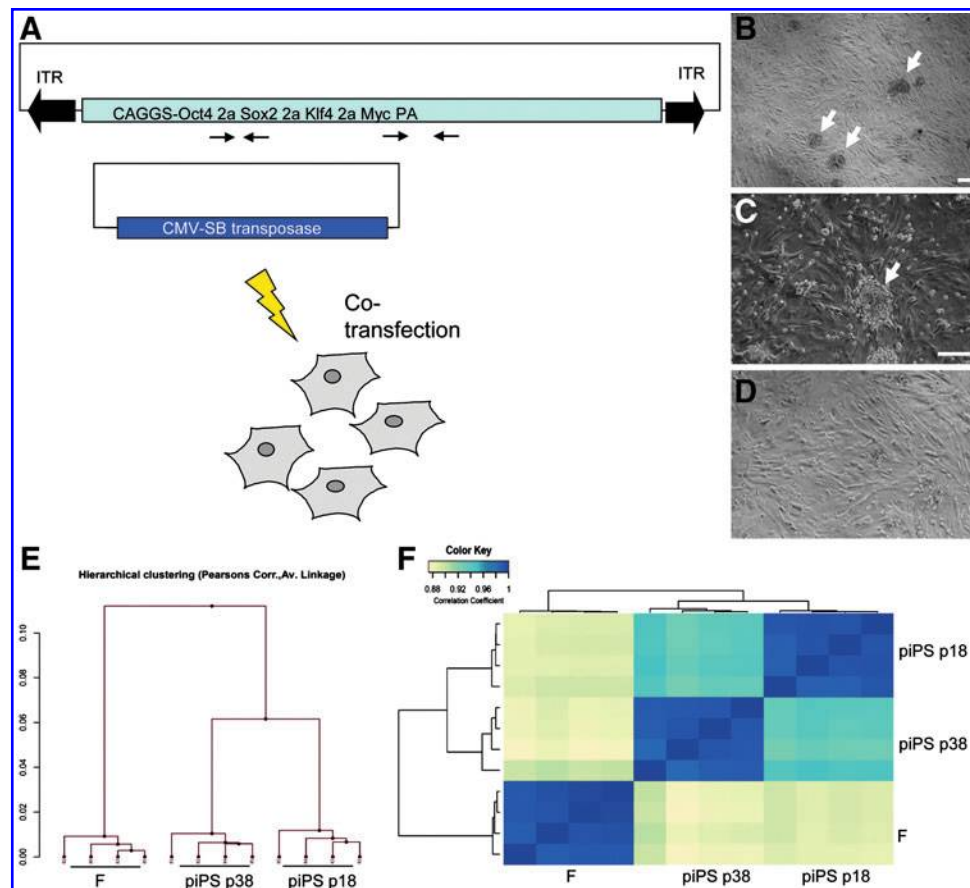 A
ITR
ITR
CAGGS-Oct4 2a Sox2 2a Klf4 2a Myc PA
CMV-SB transposase
Co-
transfection
B
C
D
E
Hierarchical clustering (Pearsons Corr.,Av. Linkage)
0.10
0.08
0.06
0.04
0.02
0.00
F
piPS p38
piPS p18
F
Color Key
0.88
0.92
0.96
1
Correlation Coefficient
piPS p18
piPS p38
F
F
piPS p38
piPS p18